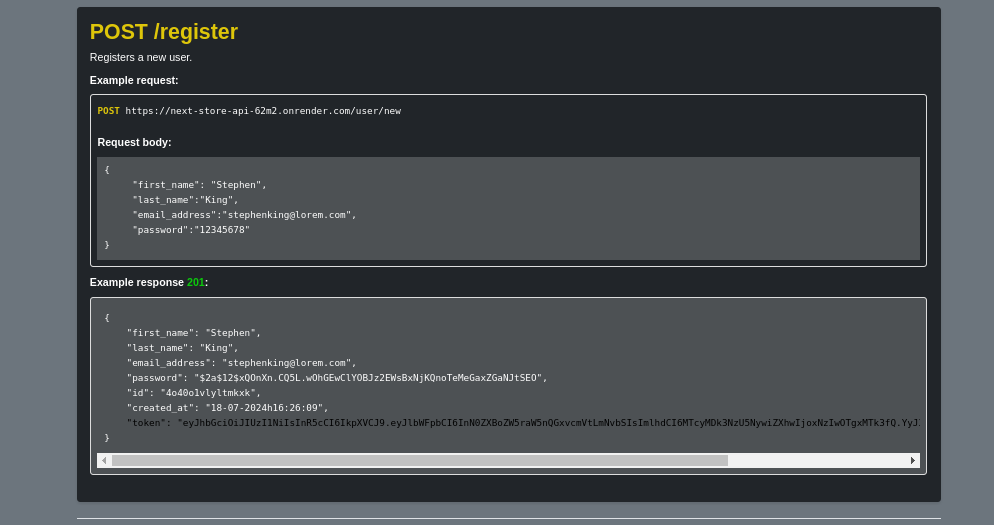 POST /register
Registers a new user.
Example request:
POST https://next-store-api-62m2.onrender.com/user/new
Request body:
{
"first_name": "Stephen",
"last_name":"King",
"email_address":"stephenking@lorem.com",
"password":"12345678"
}
Example response 201:
{
"first_name": "Stephen",
"last_name": "King",
"email_address": "stephenking@lorem.com",
"password": "$2a$12$xQOnXn.CQ5L.wOhGEwClYOBJz2EWsBxNjKQnoTeMeGaxZGaNJtSEO",
"id": "4o40o1vlyltmkxk",
"created_at": "18-07-2024h16:26:09",
"token": "eyJhbGciOiJIUzI1NiIsInR5cCI6IkpXVCJ9.eyJlbWFpbCI6InN0ZXBoZW5raW5nQGxvcmVtLmNvbSIsImlhdCI6MTcyMDk3NzU5NywiZXhwIjoxNzIwOTgxMTk3fQ.YyJ
}